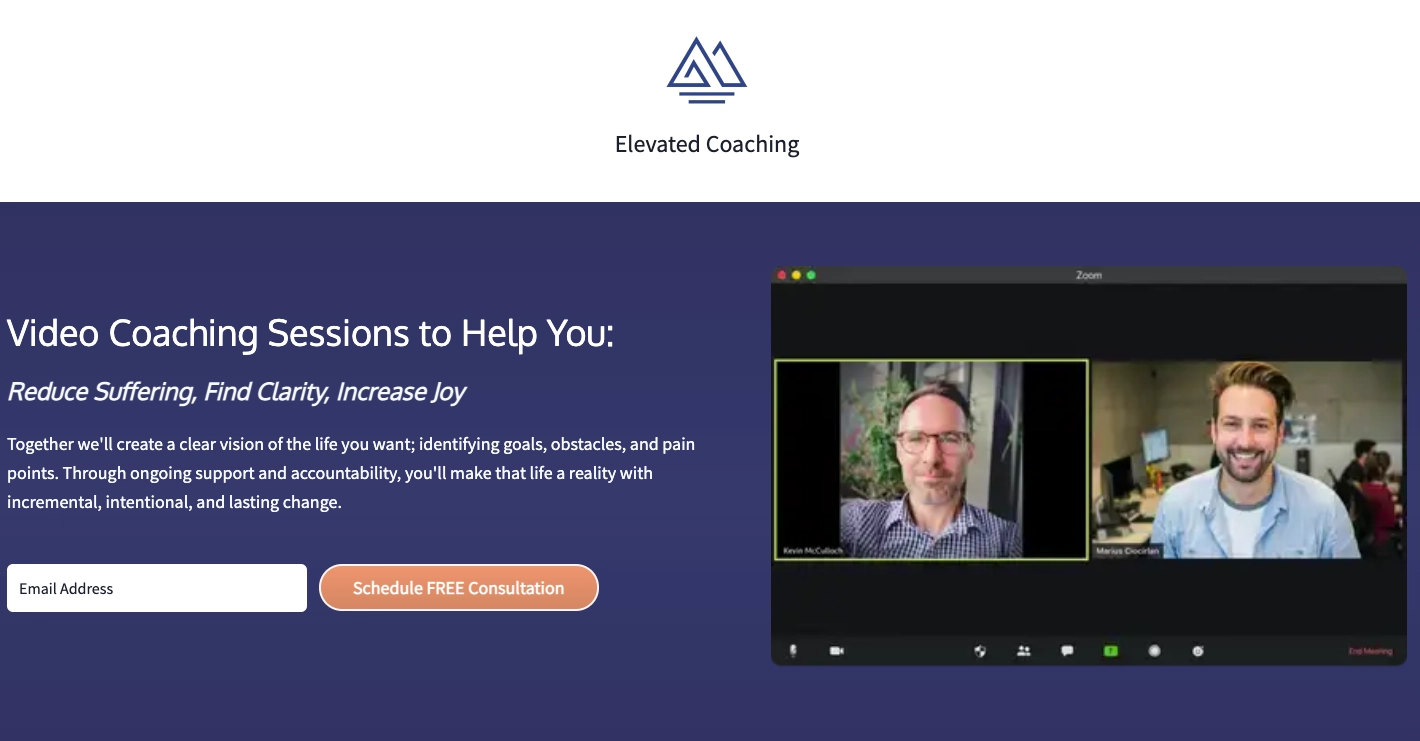 Elevated Coaching
Video Coaching Sessions to Help You:
Reduce Suffering, Find Clarity, Increase Joy
Together we'll create a clear vision of the life you want; identifying goals, obstacles, and pain
points. Through ongoing support and accountability, you'll make that life a reality with
incremental, intentional, and lasting change.
Email Address
Schedule FREE Consultation
Zoom
Kevin McCulloch
Marius Ciocirlan
End Meeting